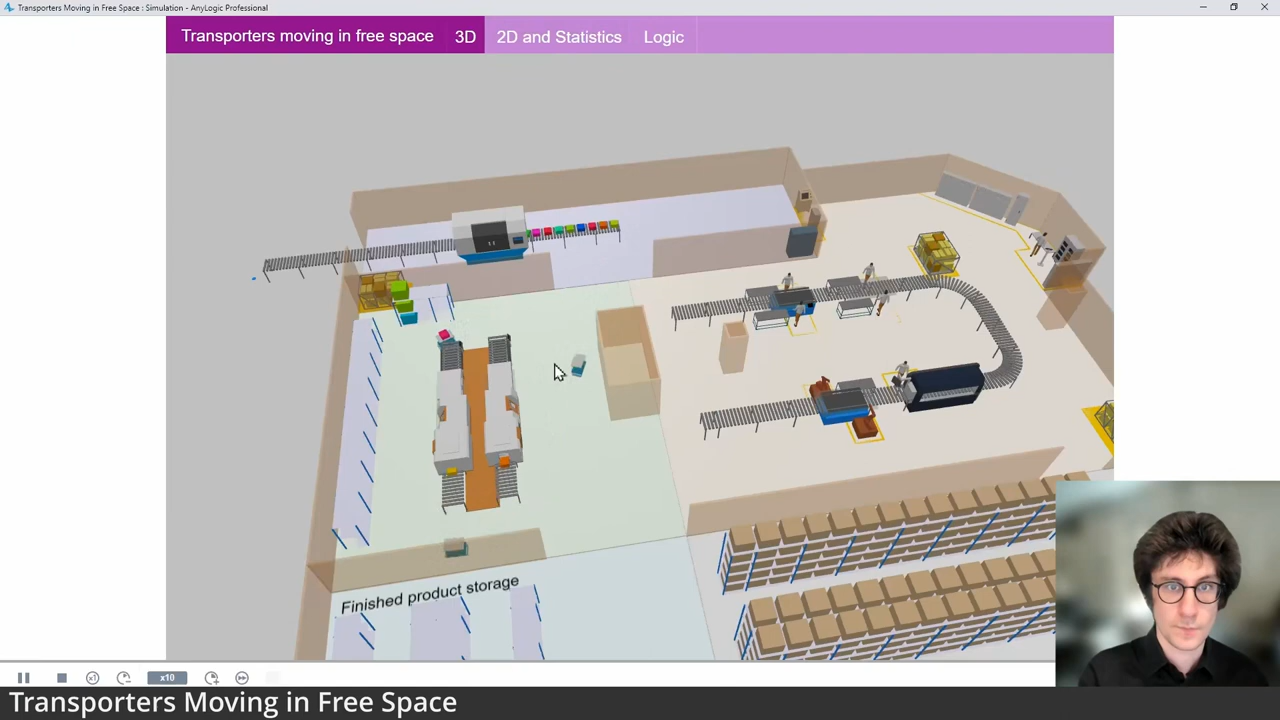 Transporters Moving in Free Space : Simulation - AnyLogic Professional
Transporters moving in free space 3D 2D and Statistics Logic
Finished product storage
x10
Transporters Moving in Free Space